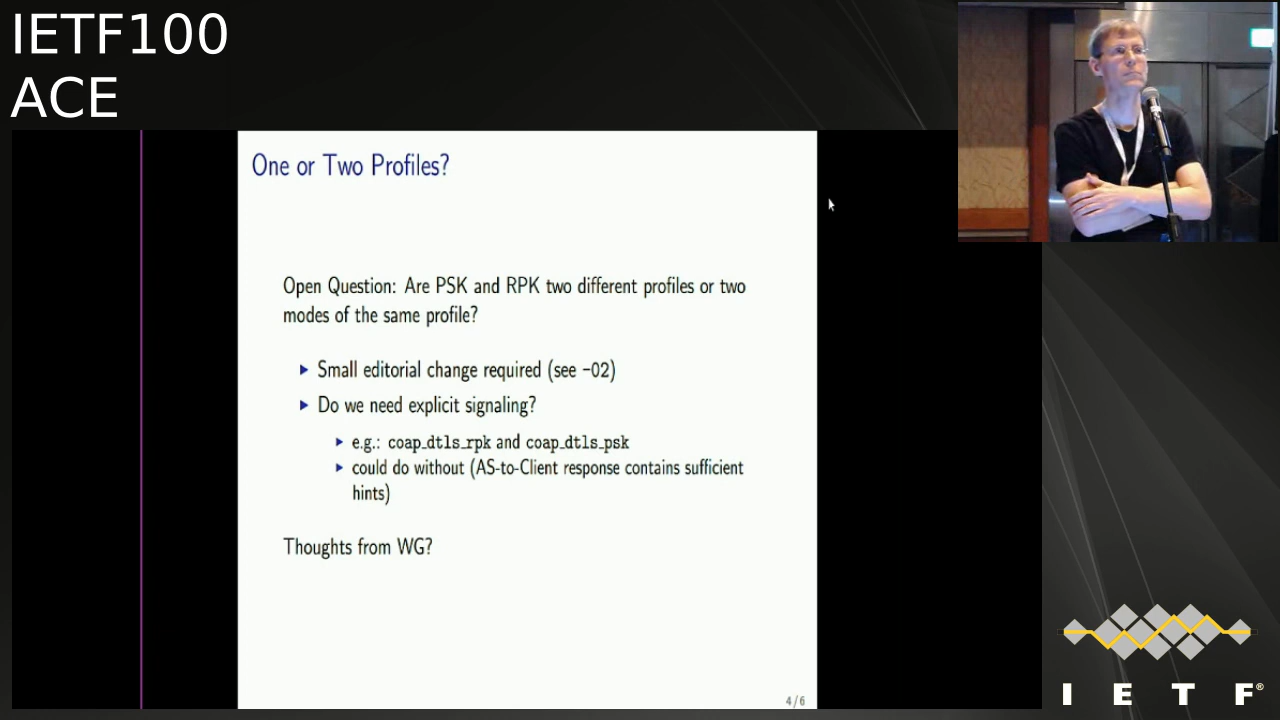 IETF100
ACE
One or Two Profiles?
Open Question: Are PSK and RPK two different profiles or two
modes of the same profile?
Small editorial change required (see -02)
Do we need explicit signaling?
e.g.: coap_dtls_rpk and coap_dtls_psk
could do without (AS-to-Client response contains sufficient
hints)
Thoughts from WG?
4/6
I E T F®